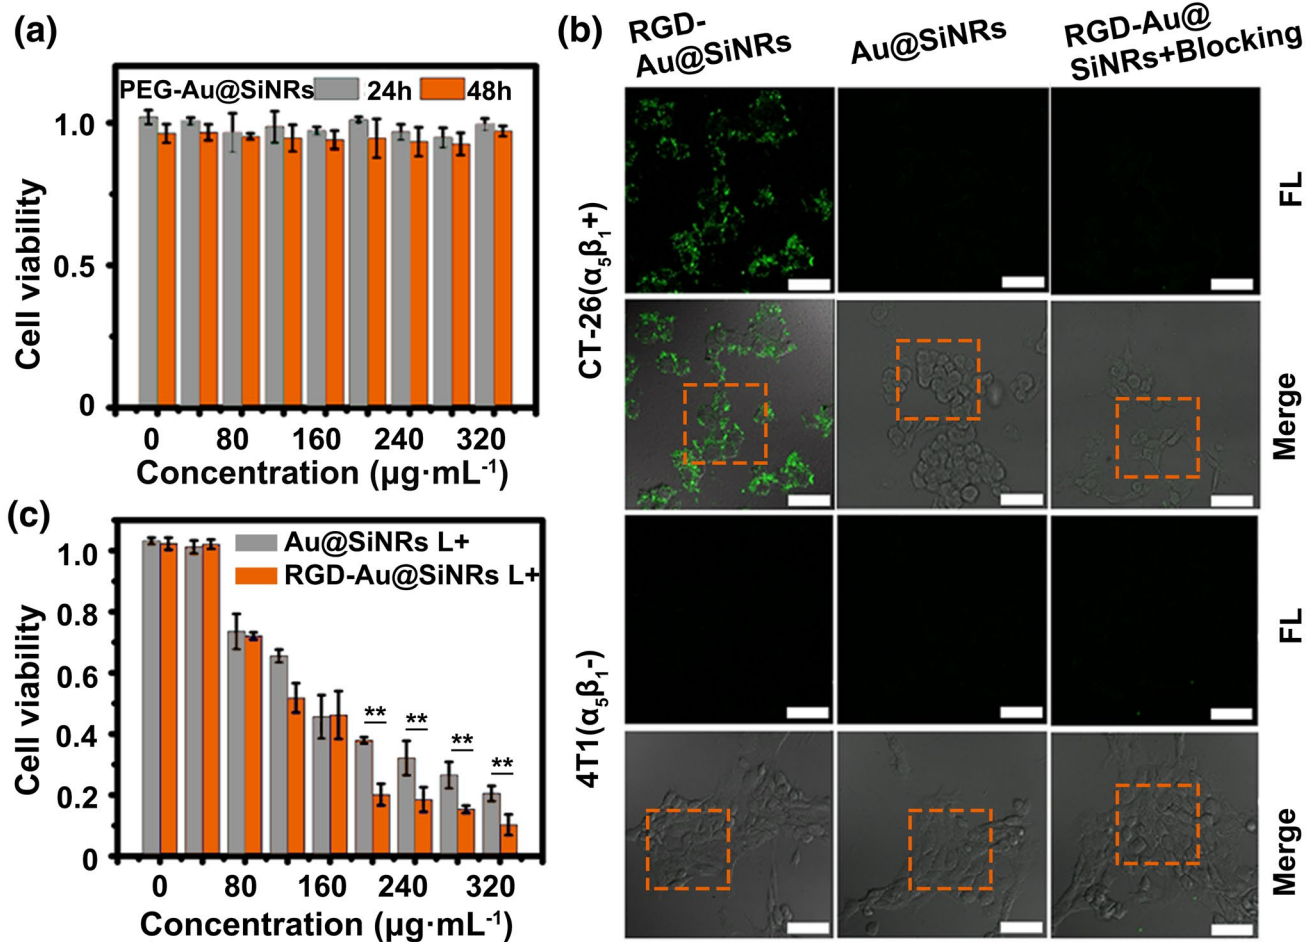 (a)
PEG-Au@SiNRs 24h 48h
1.0
0.5
0
Cell viability
0 80 160 240 320
Concentration (μg·mL⁻¹)
(b)
RGD-
Au@SiNRs
Au@SiNRs
RGD-Au@
SiNRs+Blocking
CT-26(α₅β₁+)
FL
Merge
4T1(α₅β₁-)
FL
Merge
(c)
Au@SiNRs L+
RGD-Au@SiNRs L+
1.0
0.8
0.6
0.4
0.2
0
Cell viability
** ** ** **
0 80 160 240 320
Concentration (μg·mL⁻¹)